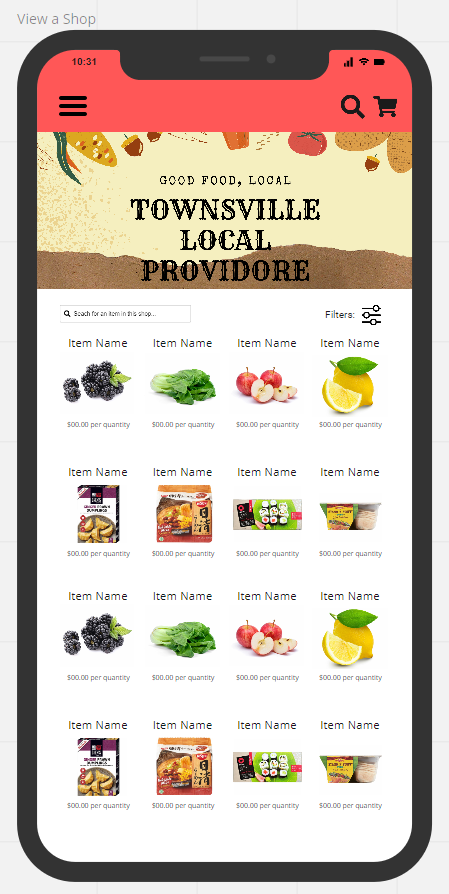 View a Shop
10:31
GOOD FOOD, LOCAL
TOWNSVILLE
LOCAL
PROVIDORE
Seach for an item in this shop...
Filters:
Item Name Item Name Item Name Item Name
$00.00 per quantity $00.00 per quantity $00.00 per quantity $00.00 per quantity
Item Name Item Name Item Name Item Name
GINGER PRAWN
DUMPLINGS
$00.00 per quantity $00.00 per quantity $00.00 per quantity $00.00 per quantity
Item Name Item Name Item Name Item Name
$00.00 per quantity $00.00 per quantity $00.00 per quantity $00.00 per quantity
Item Name Item Name Item Name Item Name
GINGER PRAWN
DUMPLINGS
$00.00 per quantity $00.00 per quantity $00.00 per quantity $00.00 per quantity